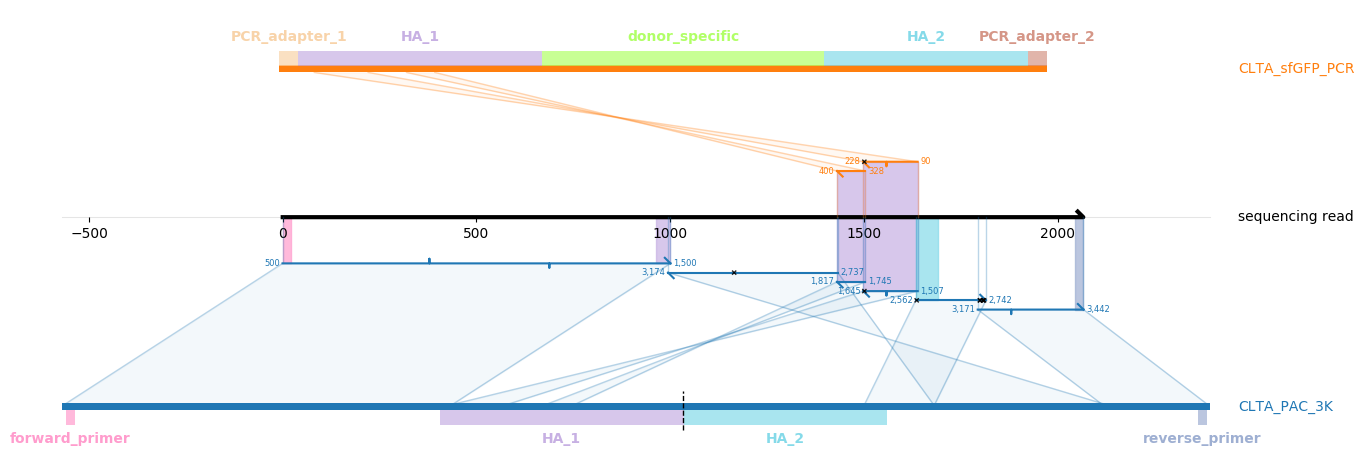 PCR_adapter_1 HA_1 donor_specific HA_2 PCR_adapter_2
CLTA_sfGFP_PCR
228 90
400 328
sequencing read
−500 0 500 1000 1500 2000
500 1,500
3,174 2,737
1,817 1,745
1,645 1,507
2,562 2,742
3,171 3,442
CLTA_PAC_3K
forward_primer HA_1 HA_2 reverse_primer